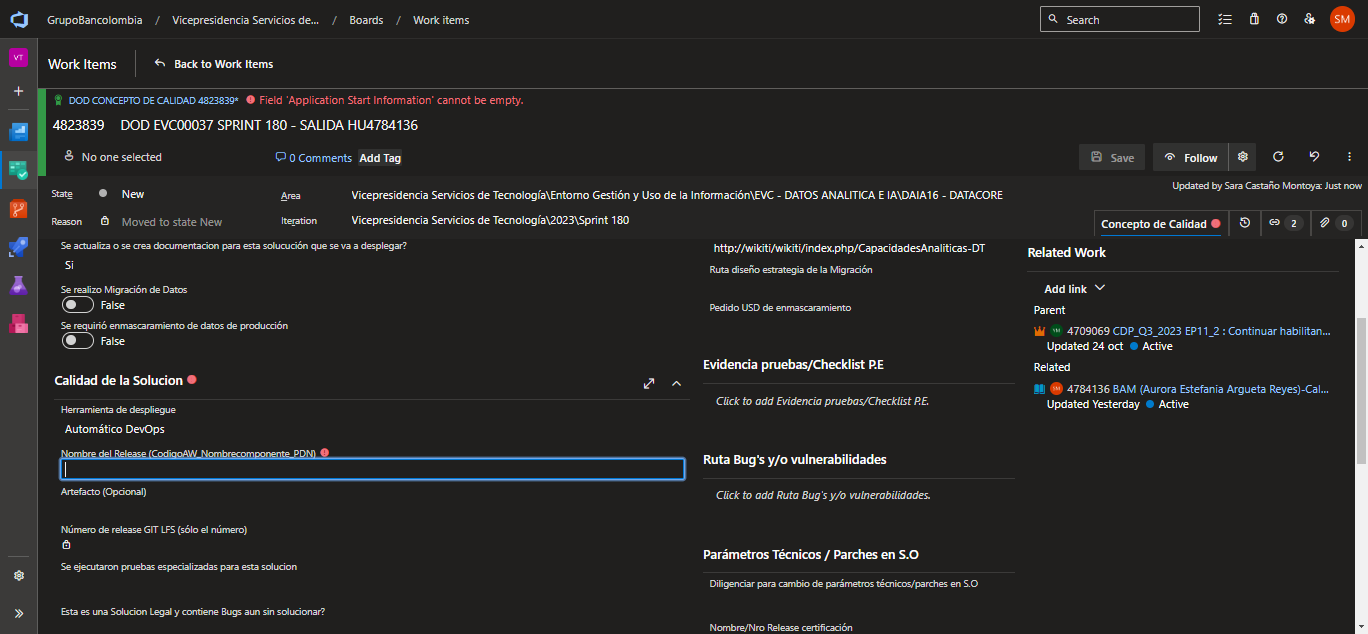 GrupoBancolombia / Vicepresidencia Servicios de... / Boards / Work items
Search
SM
VT
Work Items
Back to Work Items
DOD CONCEPTO DE CALIDAD 4823839* Field 'Application Start Information' cannot be empty.
4823839 DOD EVC00037 SPRINT 180 - SALIDA HU4784136
No one selected
0 Comments
Add Tag
Save
Follow
State
New
Area
Vicepresidencia Servicios de Tecnología\Entorno Gestión y Uso de la Información\EVC - DATOS ANALITICA E IA\DAIA16 - DATACORE
Updated by Sara Castaño Montoya: Just now
Reason
Moved to state New
Iteration
Vicepresidencia Servicios de Tecnología\2023\Sprint 180
Concepto de Calidad
2
0
Se actualiza o se crea documentacion para esta solucución que se va a desplegar?
Si
Se realizo Migración de Datos
False
Se requirió enmascaramiento de datos de producción
False
Calidad de la Solucion
Herramienta de despliegue
Automático DevOps
Nombre del Release (CodigoAW_Nombrecomponente_PDN)
Artefacto (Opcional)
Número de release GIT LFS (sólo el número)
Se ejecutaron pruebas especializadas para esta solucion
Esta es una Solucion Legal y contiene Bugs aun sin solucionar?
http://wikiti/wikiti/index.php/CapacidadesAnaliticas-DT
Ruta diseño estrategia de la Migración
Pedido USD de enmascaramiento
Evidencia pruebas/Checklist P.E
Click to add Evidencia pruebas/Checklist P.E.
Ruta Bug's y/o vulnerabilidades
Click to add Ruta Bug's y/o vulnerabilidades.
Parámetros Técnicos / Parches en S.O
Diligenciar para cambio de parámetros técnicos/parches en S.O
Nombre/Nro Release certificación
Related Work
Add link
Parent
4709069 CDP_Q3_2023 EP11_2 : Continuar habilitan...
Updated 24 oct
Active
Related
SM
4784136 BAM (Aurora Estefania Argueta Reyes)-Cal...
Updated Yesterday
Active